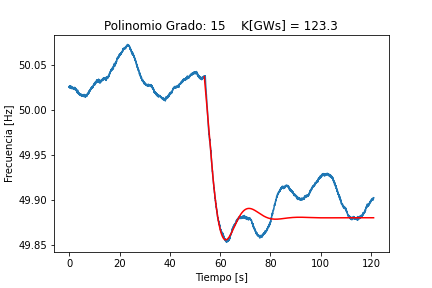 Polinomio Grado: 15    K[GWs] = 123.3
Frecuencia [Hz]
50.05
50.00
49.95
49.90
49.85
0 20 40 60 80 100 120
Tiempo [s]